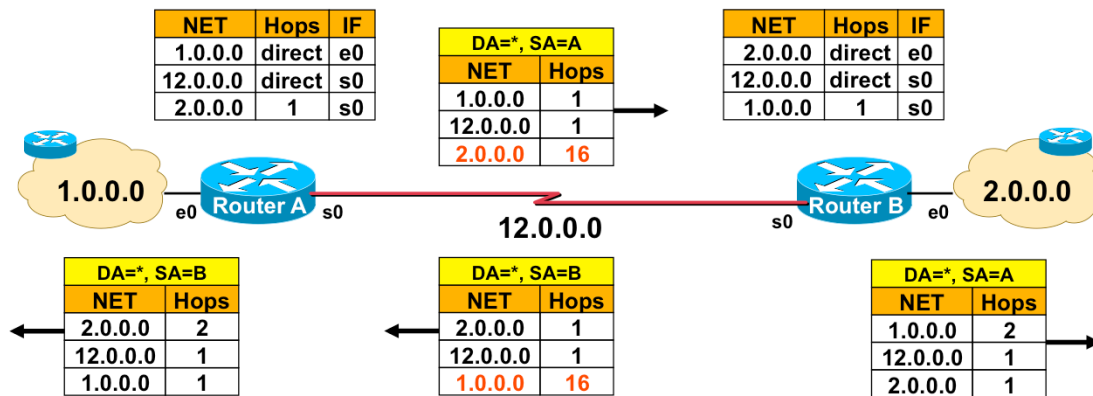 NET Hops IF
1.0.0.0 direct e0
12.0.0.0 direct s0
2.0.0.0 1 s0
DA=*, SA=A
NET Hops
1.0.0.0 1
12.0.0.0 1
2.0.0.0 16
NET Hops IF
2.0.0.0 direct e0
12.0.0.0 direct s0
1.0.0.0 1 s0
1.0.0.0
e0
Router A
s0
12.0.0.0
s0
Router B
e0
2.0.0.0
DA=*, SA=B
NET Hops
2.0.0.0 2
12.0.0.0 1
1.0.0.0 1
DA=*, SA=B
NET Hops
2.0.0.0 1
12.0.0.0 1
1.0.0.0 16
DA=*, SA=A
NET Hops
1.0.0.0 2
12.0.0.0 1
2.0.0.0 1